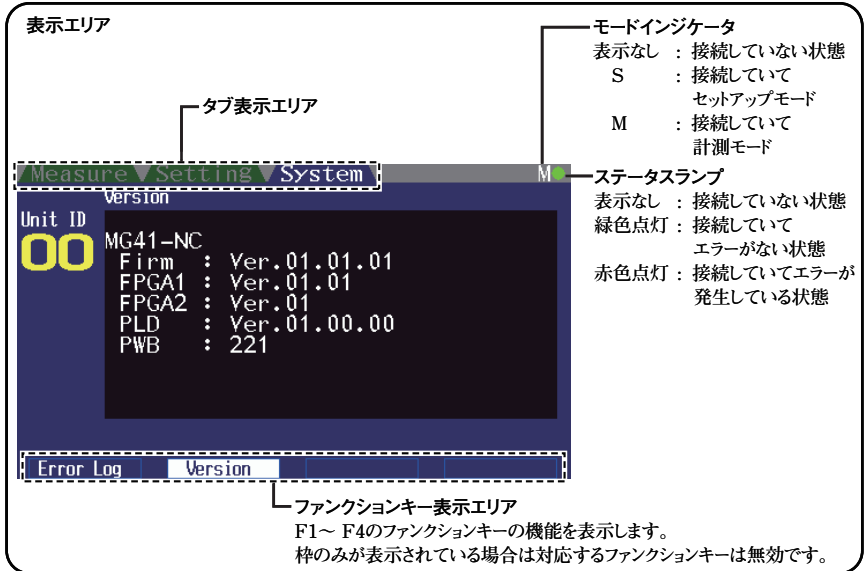 表示エリア
モードインジケータ
表示なし : 接続していない状態
S : 接続していて
セットアップモード
M : 接続していて
計測モード
タブ表示エリア
Measure Setting System M
ステータスランプ
表示なし : 接続していない状態
緑色点灯 : 接続していて
エラーがない状態
赤色点灯 : 接続していてエラーが
発生している状態
Version
Unit ID
00
MG41-NC
Firm : Ver.01.01.01
FPGA1 : Ver.01.01
FPGA2 : Ver.01
PLD : Ver.01.00.00
PWB : 221
Error Log Version
ファンクションキー表示エリア
F1～ F4のファンクションキーの機能を表示します。
枠のみが表示されている場合は対応するファンクションキーは無効です。